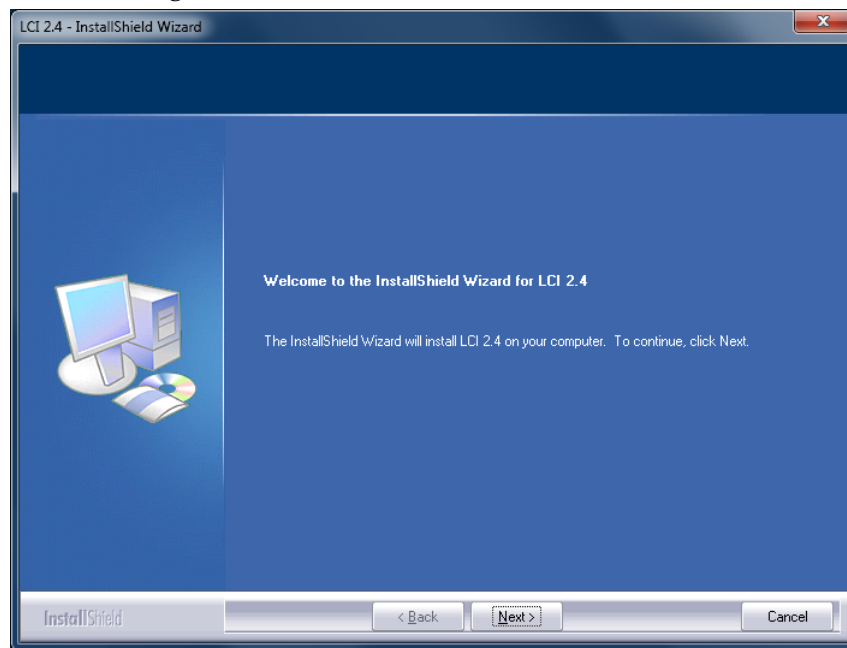 LCI 2.4 - InstallShield Wizard
Welcome to the InstallShield Wizard for LCI 2.4
The InstallShield Wizard will install LCI 2.4 on your computer. To continue, click Next.
InstallShield
< Back
Next >
Cancel